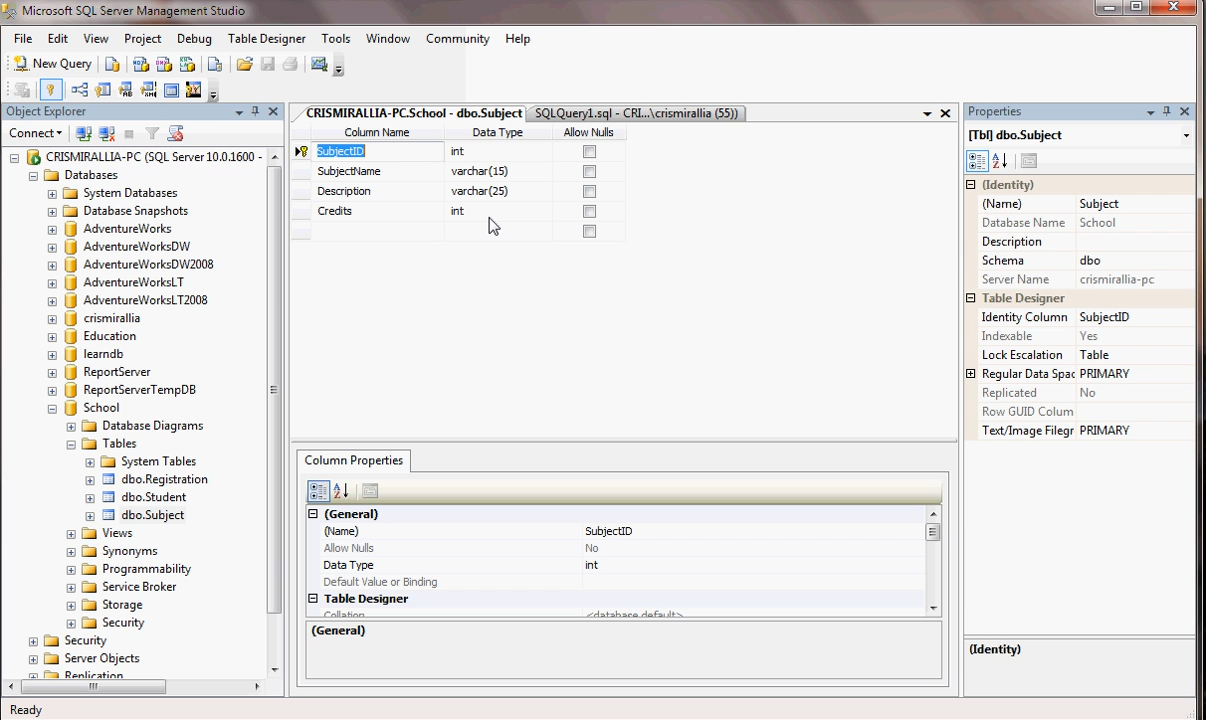 Microsoft SQL Server Management Studio
File Edit View Project Debug Table Designer Tools Window Community Help
New Query
Object Explorer
Connect
CRISMIRALLIA-PC (SQL Server 10.0.1600 -
Databases
System Databases
Database Snapshots
AdventureWorks
AdventureWorksDW
AdventureWorksDW2008
AdventureWorksLT
AdventureWorksLT2008
crismirallia
Education
learndb
ReportServer
ReportServerTempDB
School
Database Diagrams
Tables
System Tables
dbo.Registration
dbo.Student
dbo.Subject
Views
Synonyms
Programmability
Service Broker
Storage
Security
Security
Server Objects
Replication
CRISMIRALLIA-PC.School - dbo.Subject SQLQuery1.sql - CRI...\crismirallia (55))
Column Name Data Type Allow Nulls
SubjectID int
SubjectName varchar(15)
Description varchar(25)
Credits int
Column Properties
(General)
(Name) SubjectID
Allow Nulls No
Data Type int
Default Value or Binding
Table Designer
Collation <database default>
(General)
Properties
[Tbl] dbo.Subject
(Identity)
(Name) Subject
Database Name School
Description
Schema dbo
Server Name crismirallia-pc
Table Designer
Identity Column SubjectID
Indexable Yes
Lock Escalation Table
Regular Data Spac PRIMARY
Replicated No
Row GUID Colum
Text/Image Filegr PRIMARY
(Identity)
Ready